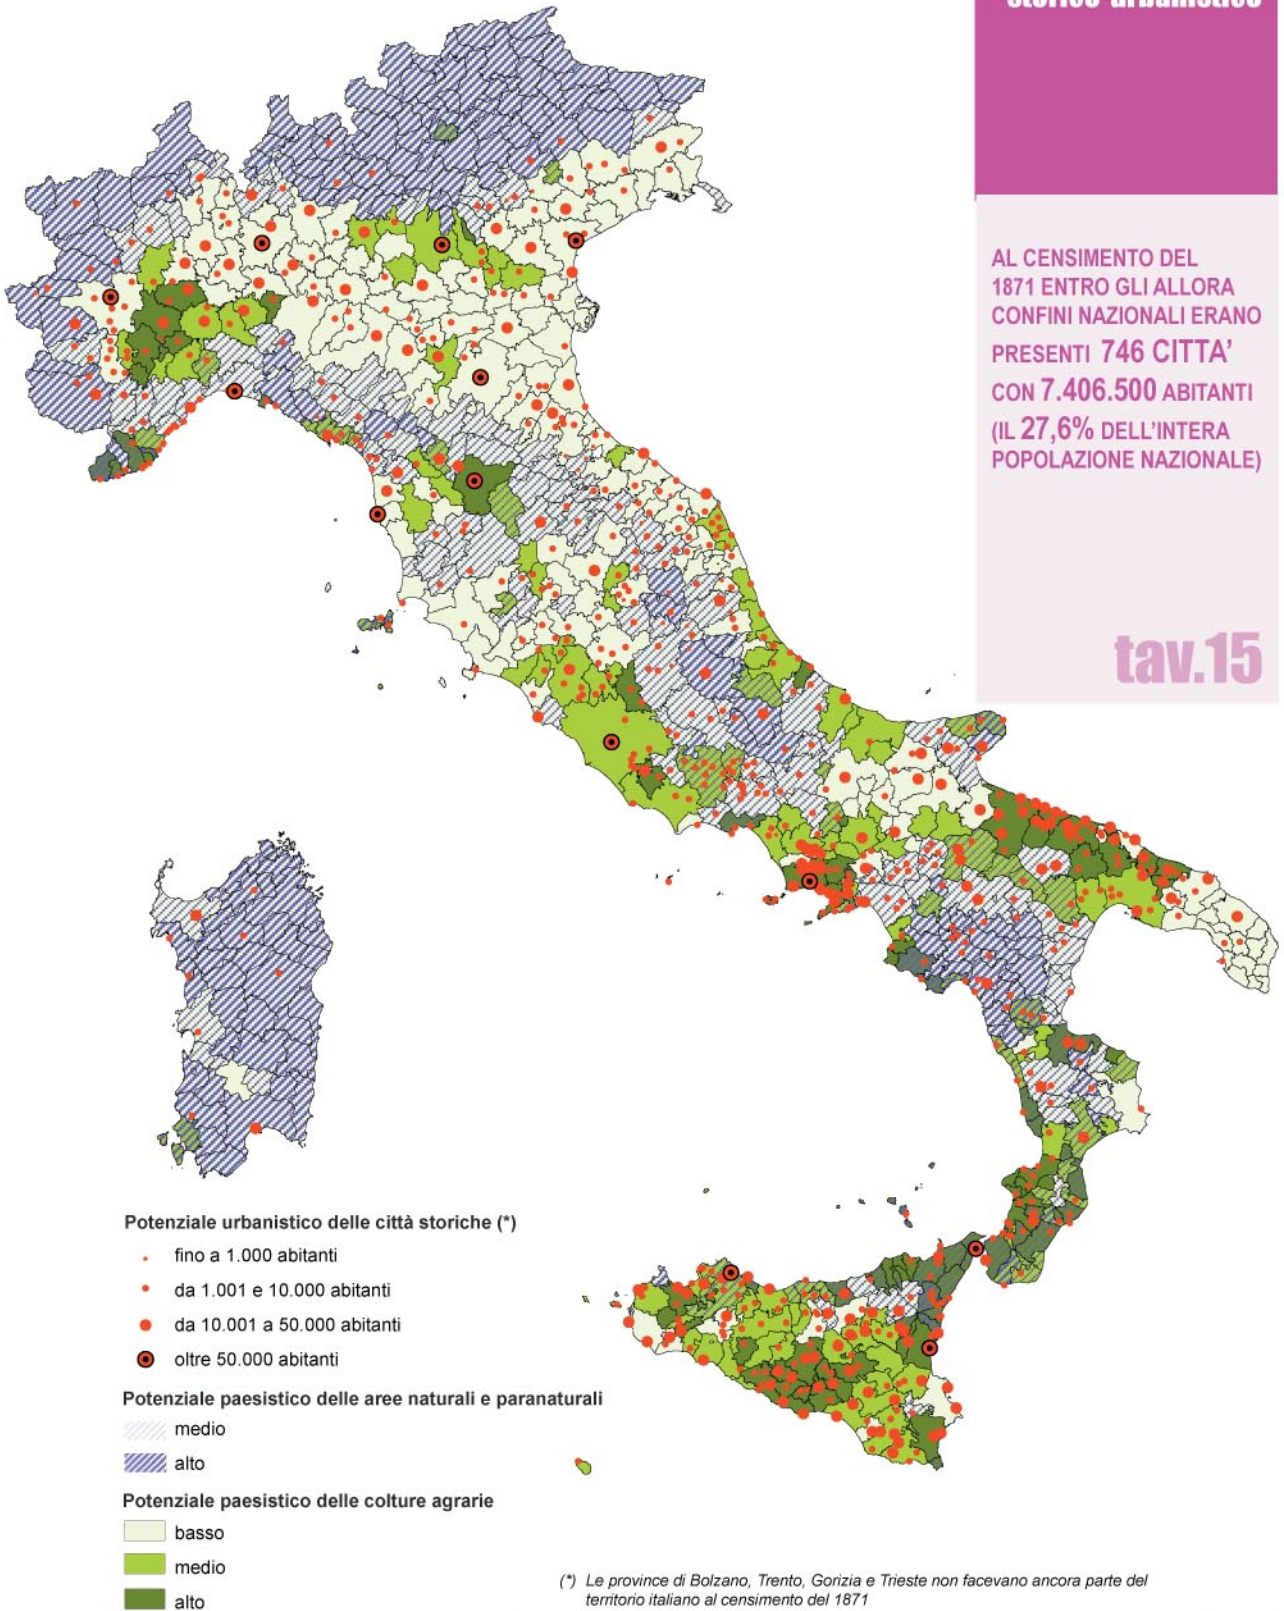 storico-urbanistico
AL CENSIMENTO DEL
1871 ENTRO GLI ALLORA
CONFINI NAZIONALI ERANO
PRESENTI 746 CITTA'
CON 7.406.500 ABITANTI
(IL 27,6% DELL'INTERA
POPOLAZIONE NAZIONALE)
tav.15
Potenziale urbanistico delle città storiche (*)
fino a 1.000 abitanti
da 1.001 e 10.000 abitanti
da 10.001 a 50.000 abitanti
oltre 50.000 abitanti
Potenziale paesistico delle aree naturali e paranaturali
medio
alto
Potenziale paesistico delle colture agrarie
basso
medio
alto
(*) Le province di Bolzano, Trento, Gorizia e Trieste non facevano ancora parte del
territorio italiano al censimento del 1871